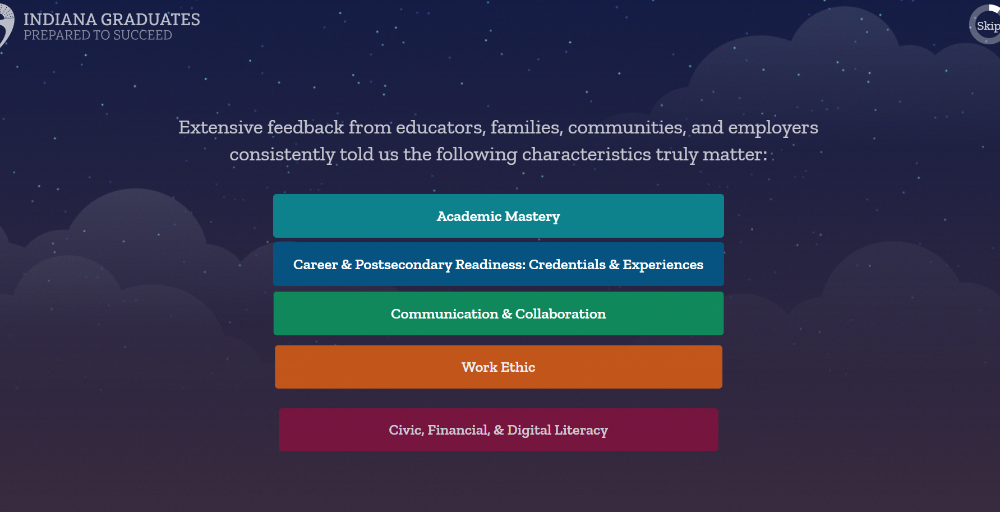 INDIANA GRADUATES
PREPARED TO SUCCEED
Skip
Extensive feedback from educators, families, communities, and employers
consistently told us the following characteristics truly matter:
Academic Mastery
Career & Postsecondary Readiness: Credentials & Experiences
Communication & Collaboration
Work Ethic
Civic, Financial, & Digital Literacy